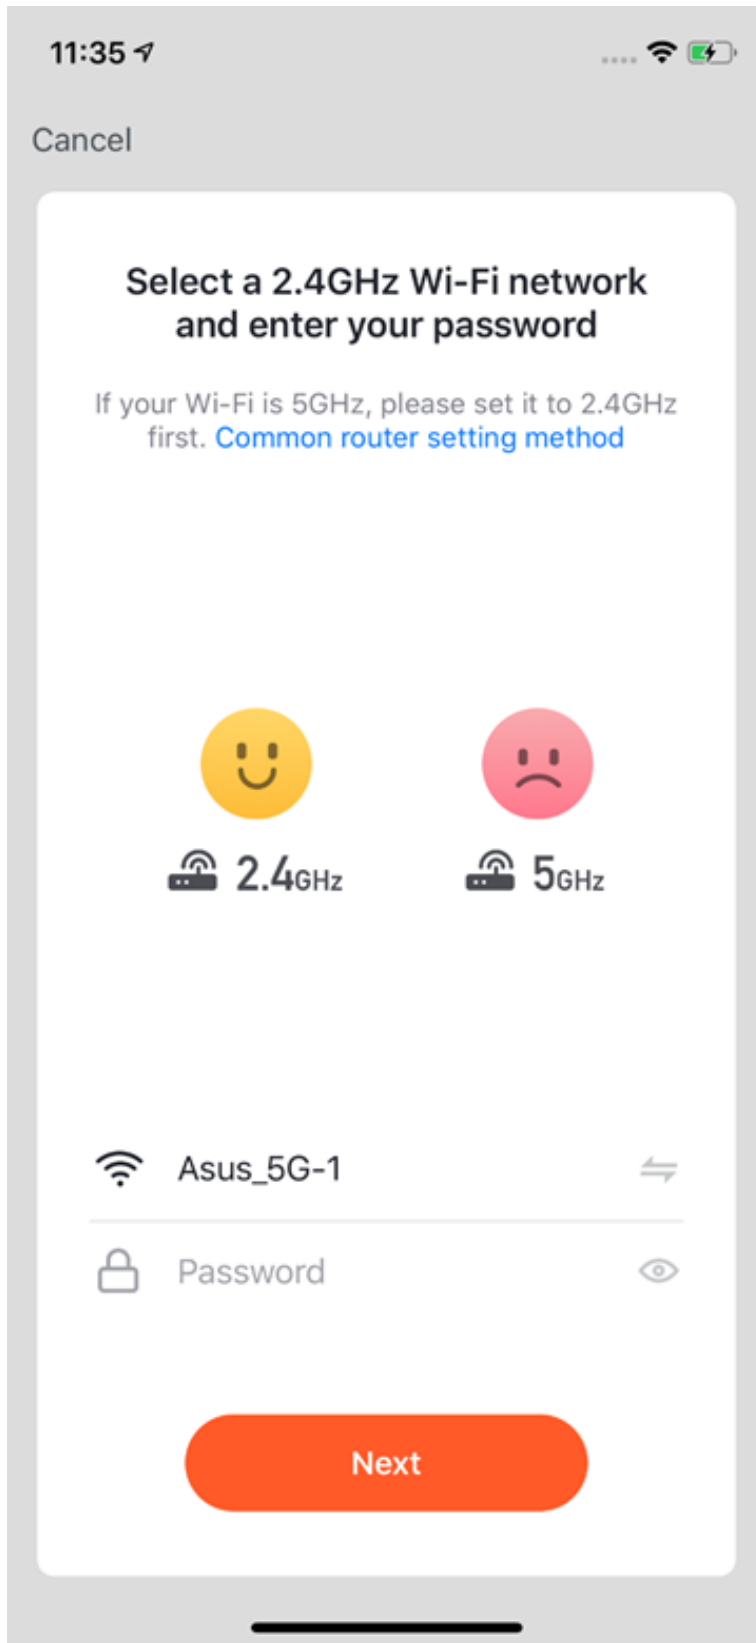 11:35
Cancel
Select a 2.4GHz Wi-Fi network
and enter your password
If your Wi-Fi is 5GHz, please set it to 2.4GHz
first. Common router setting method
2.4GHz
5GHz
Asus_5G-1
Password
Next